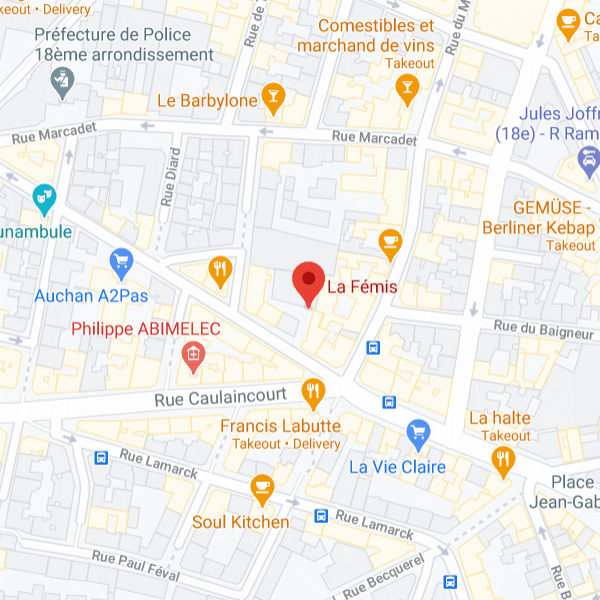 keout • Delivery
Préfecture de Police
18ème arrondissement
Rue de
Comestibles et
marchand de vins
Takeout
Rue du M
Ca
Ta
Le Barbylone
Jules Joffr
(18e) - R Ram
Rue Marcadet
Rue Marcadet
Rue Diard
unambule
GEMÜSE -
Berliner Kebap
Takeout
Auchan A2Pas
La Fémis
Philippe ABIMELEC
Rue du Baigneur
Rue Caulaincourt
Francis Labutte
Takeout • Delivery
La halte
Takeout
La Vie Claire
Rue Lamarck
Place
Jean-Gab
Soul Kitchen
Rue Lamarck
Rue Paul Féval
Rue Becquerel
Rue B